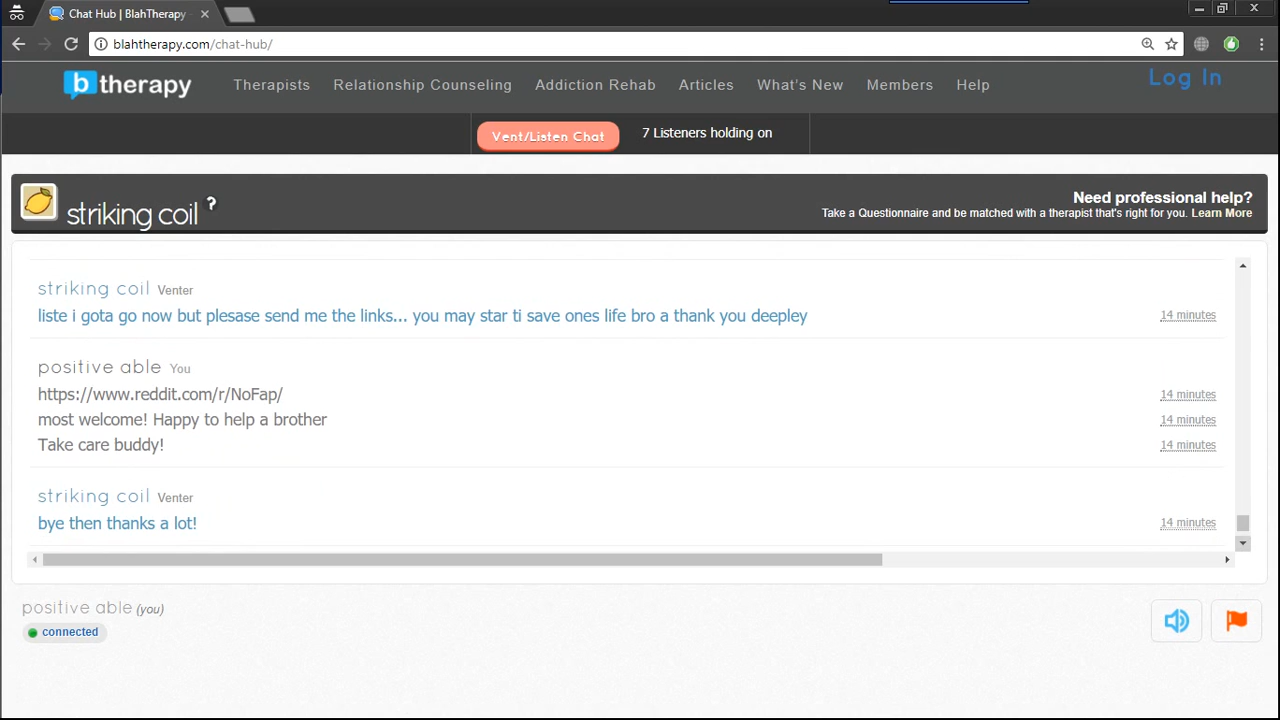 Chat Hub | BlahTherapy
blahtherapy.com/chat-hub/
b therapy
Therapists
Relationship Counseling
Addiction Rehab
Articles
What's New
Members
Help
Log In
Vent/Listen Chat
7 Listeners holding on
striking coil ?
Need professional help?
Take a Questionnaire and be matched with a therapist that's right for you. Learn More
striking coil Venter
liste i gota go now but plesase send me the links... you may star ti save ones life bro a thank you deepley 14 minutes
positive able You
https://www.reddit.com/r/NoFap/ 14 minutes
most welcome! Happy to help a brother 14 minutes
Take care buddy! 14 minutes
striking coil Venter
bye then thanks a lot! 14 minutes
positive able (you)
connected